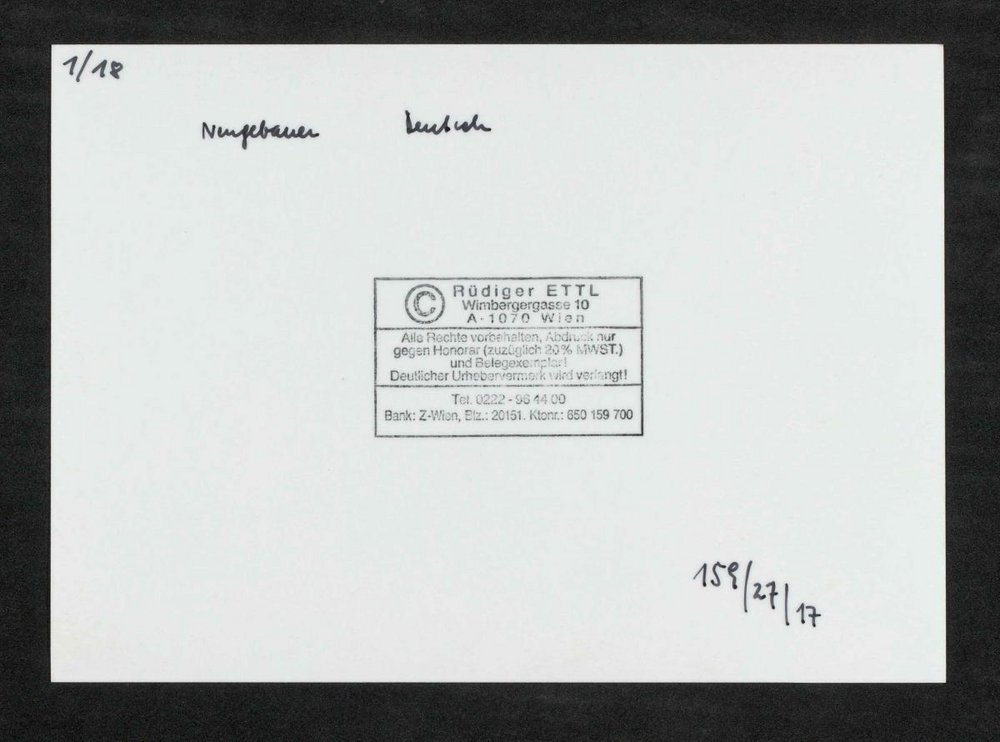 1/18
Neugebauer Deutsch
© Rüdiger ETTL
Wimbergergasse 10
A-1070 Wien
Alle Rechte vorbehalten, Abdruck nur
gegen Honorar (zuzüglich 20% MWST.)
und Belegexemplar!
Deutlicher Urhebervermerk wird verlangt!
Tel. 0222 - 96 44 00
Bank: Z-Wien, Blz.: 20151. Ktonr.: 650 159 700
159/27/17